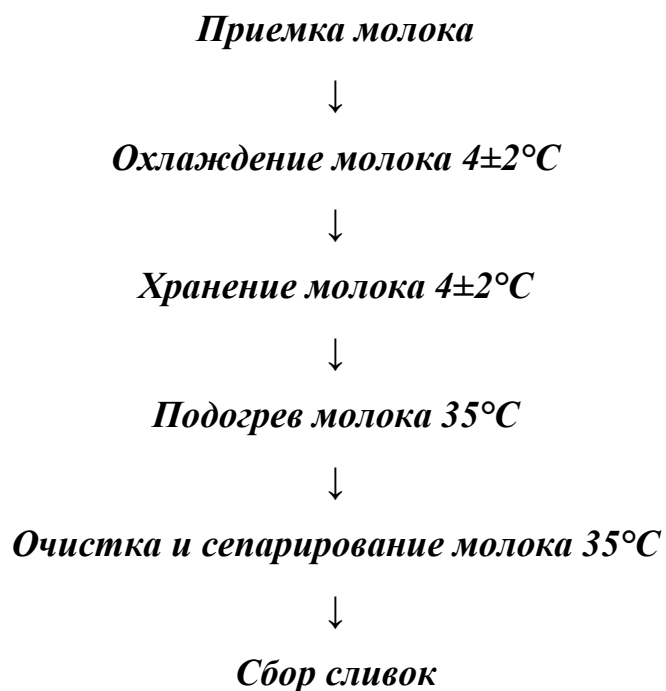 Приемка молока
↓
Охлаждение молока 4±2°С
↓
Хранение молока 4±2°С
↓
Подогрев молока 35°С
↓
Очистка и сепарирование молока 35°С
↓
Сбор сливок